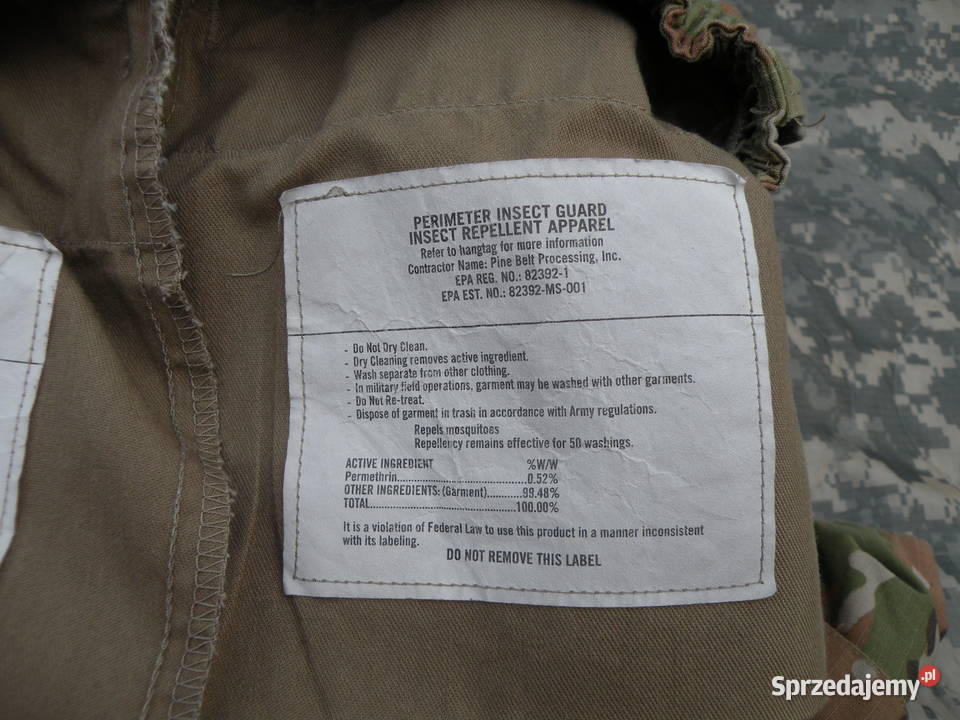 PERIMETER INSECT GUARD
INSECT REPELLENT APPAREL
Refer to hangtag for more information
Contractor Name: Pine Belt Processing, Inc.
EPA REG. NO.: 82392-1
EPA EST. NO.: 82392-MS-001
- Do Not Dry Clean.
- Dry Cleaning removes active ingredient.
- Wash separate from other clothing.
- In military field operations, garment may be washed with other garments.
- Do Not Re-treat.
- Dispose of garment in trash in accordance with Army regulations.
Repels mosquitoes
Repellency remains effective for 50 washings.
ACTIVE INGREDIENT %W/W
Permethrin..........................................0.52%
OTHER INGREDIENTS: (Garment)...........99.48%
TOTAL.................................................100.00%
It is a violation of Federal Law to use this product in a manner inconsistent
with its labeling.
DO NOT REMOVE THIS LABEL
Sprzedajemy.pl